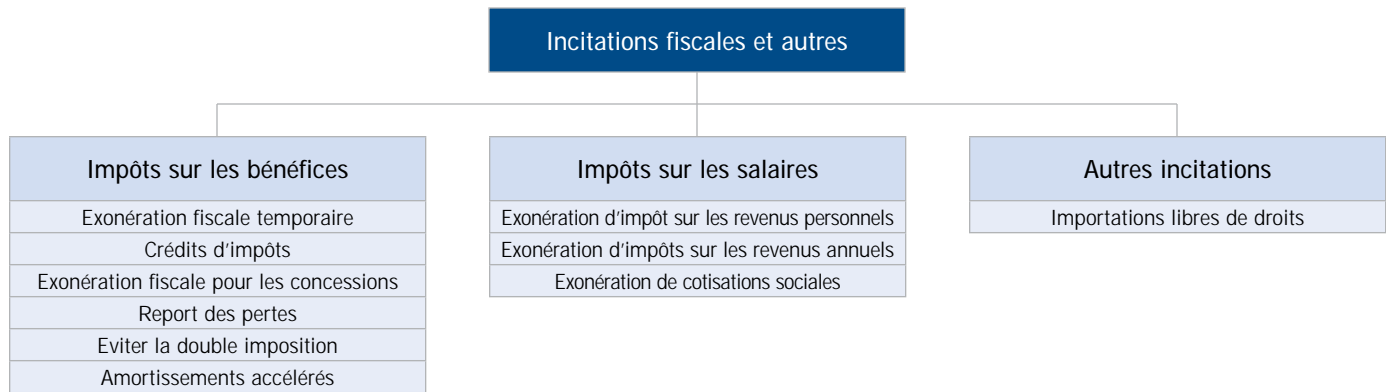 Incitations fiscales et autres
Impôts sur les bénéfices
Exonération fiscale temporaire
Crédits d'impôts
Exonération fiscale pour les concessions
Report des pertes
Eviter la double imposition
Amortissements accélérés
Impôts sur les salaires
Exonération d'impôt sur les revenus personnels
Exonération d'impôts sur les revenus annuels
Exonération de cotisations sociales
Autres incitations
Importations libres de droits